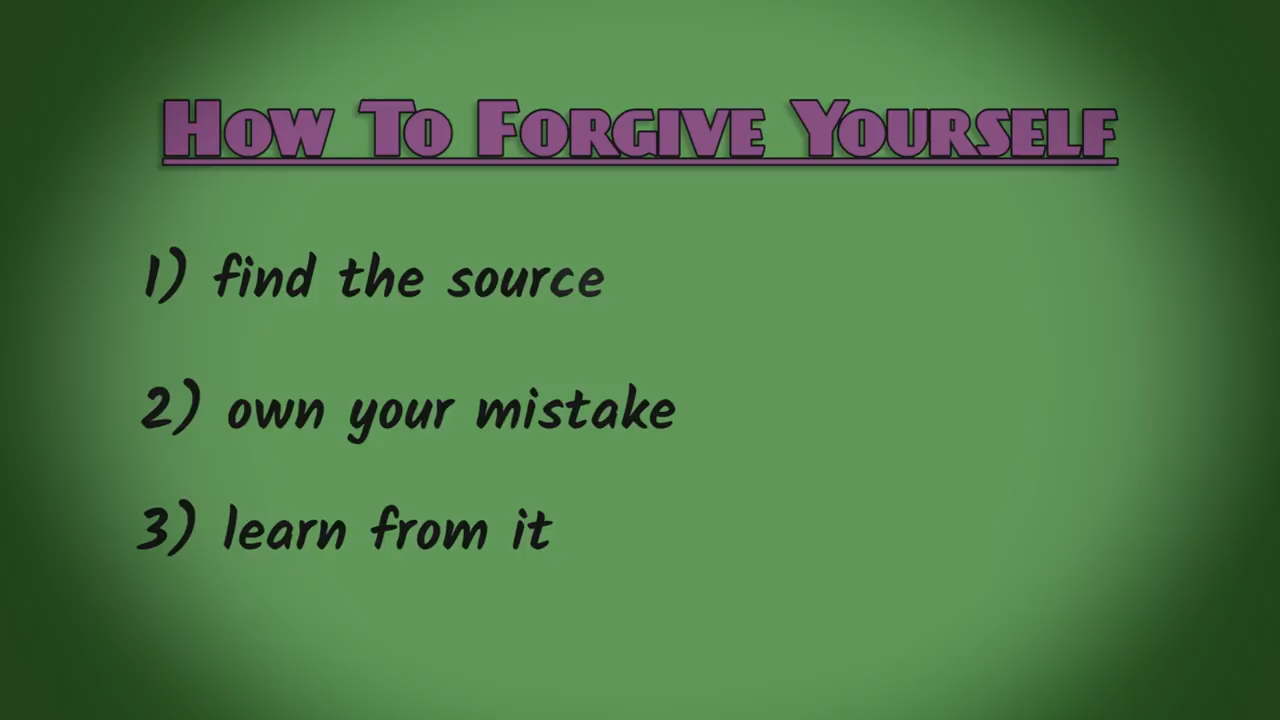 How To Forgive Yourself
1) find the source
2) own your mistake
3) learn from it